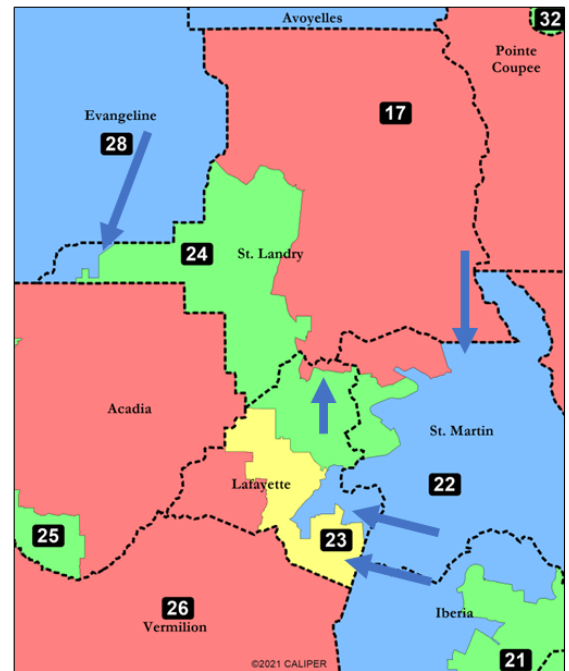 Avoyelles
32
Pointe
Coupee
17
Evangeline
28
24
St. Landry
Acadia
St. Martin
Lafayette
22
25
23
26
Vermilion
Iberia
21
©2021 CALIPER